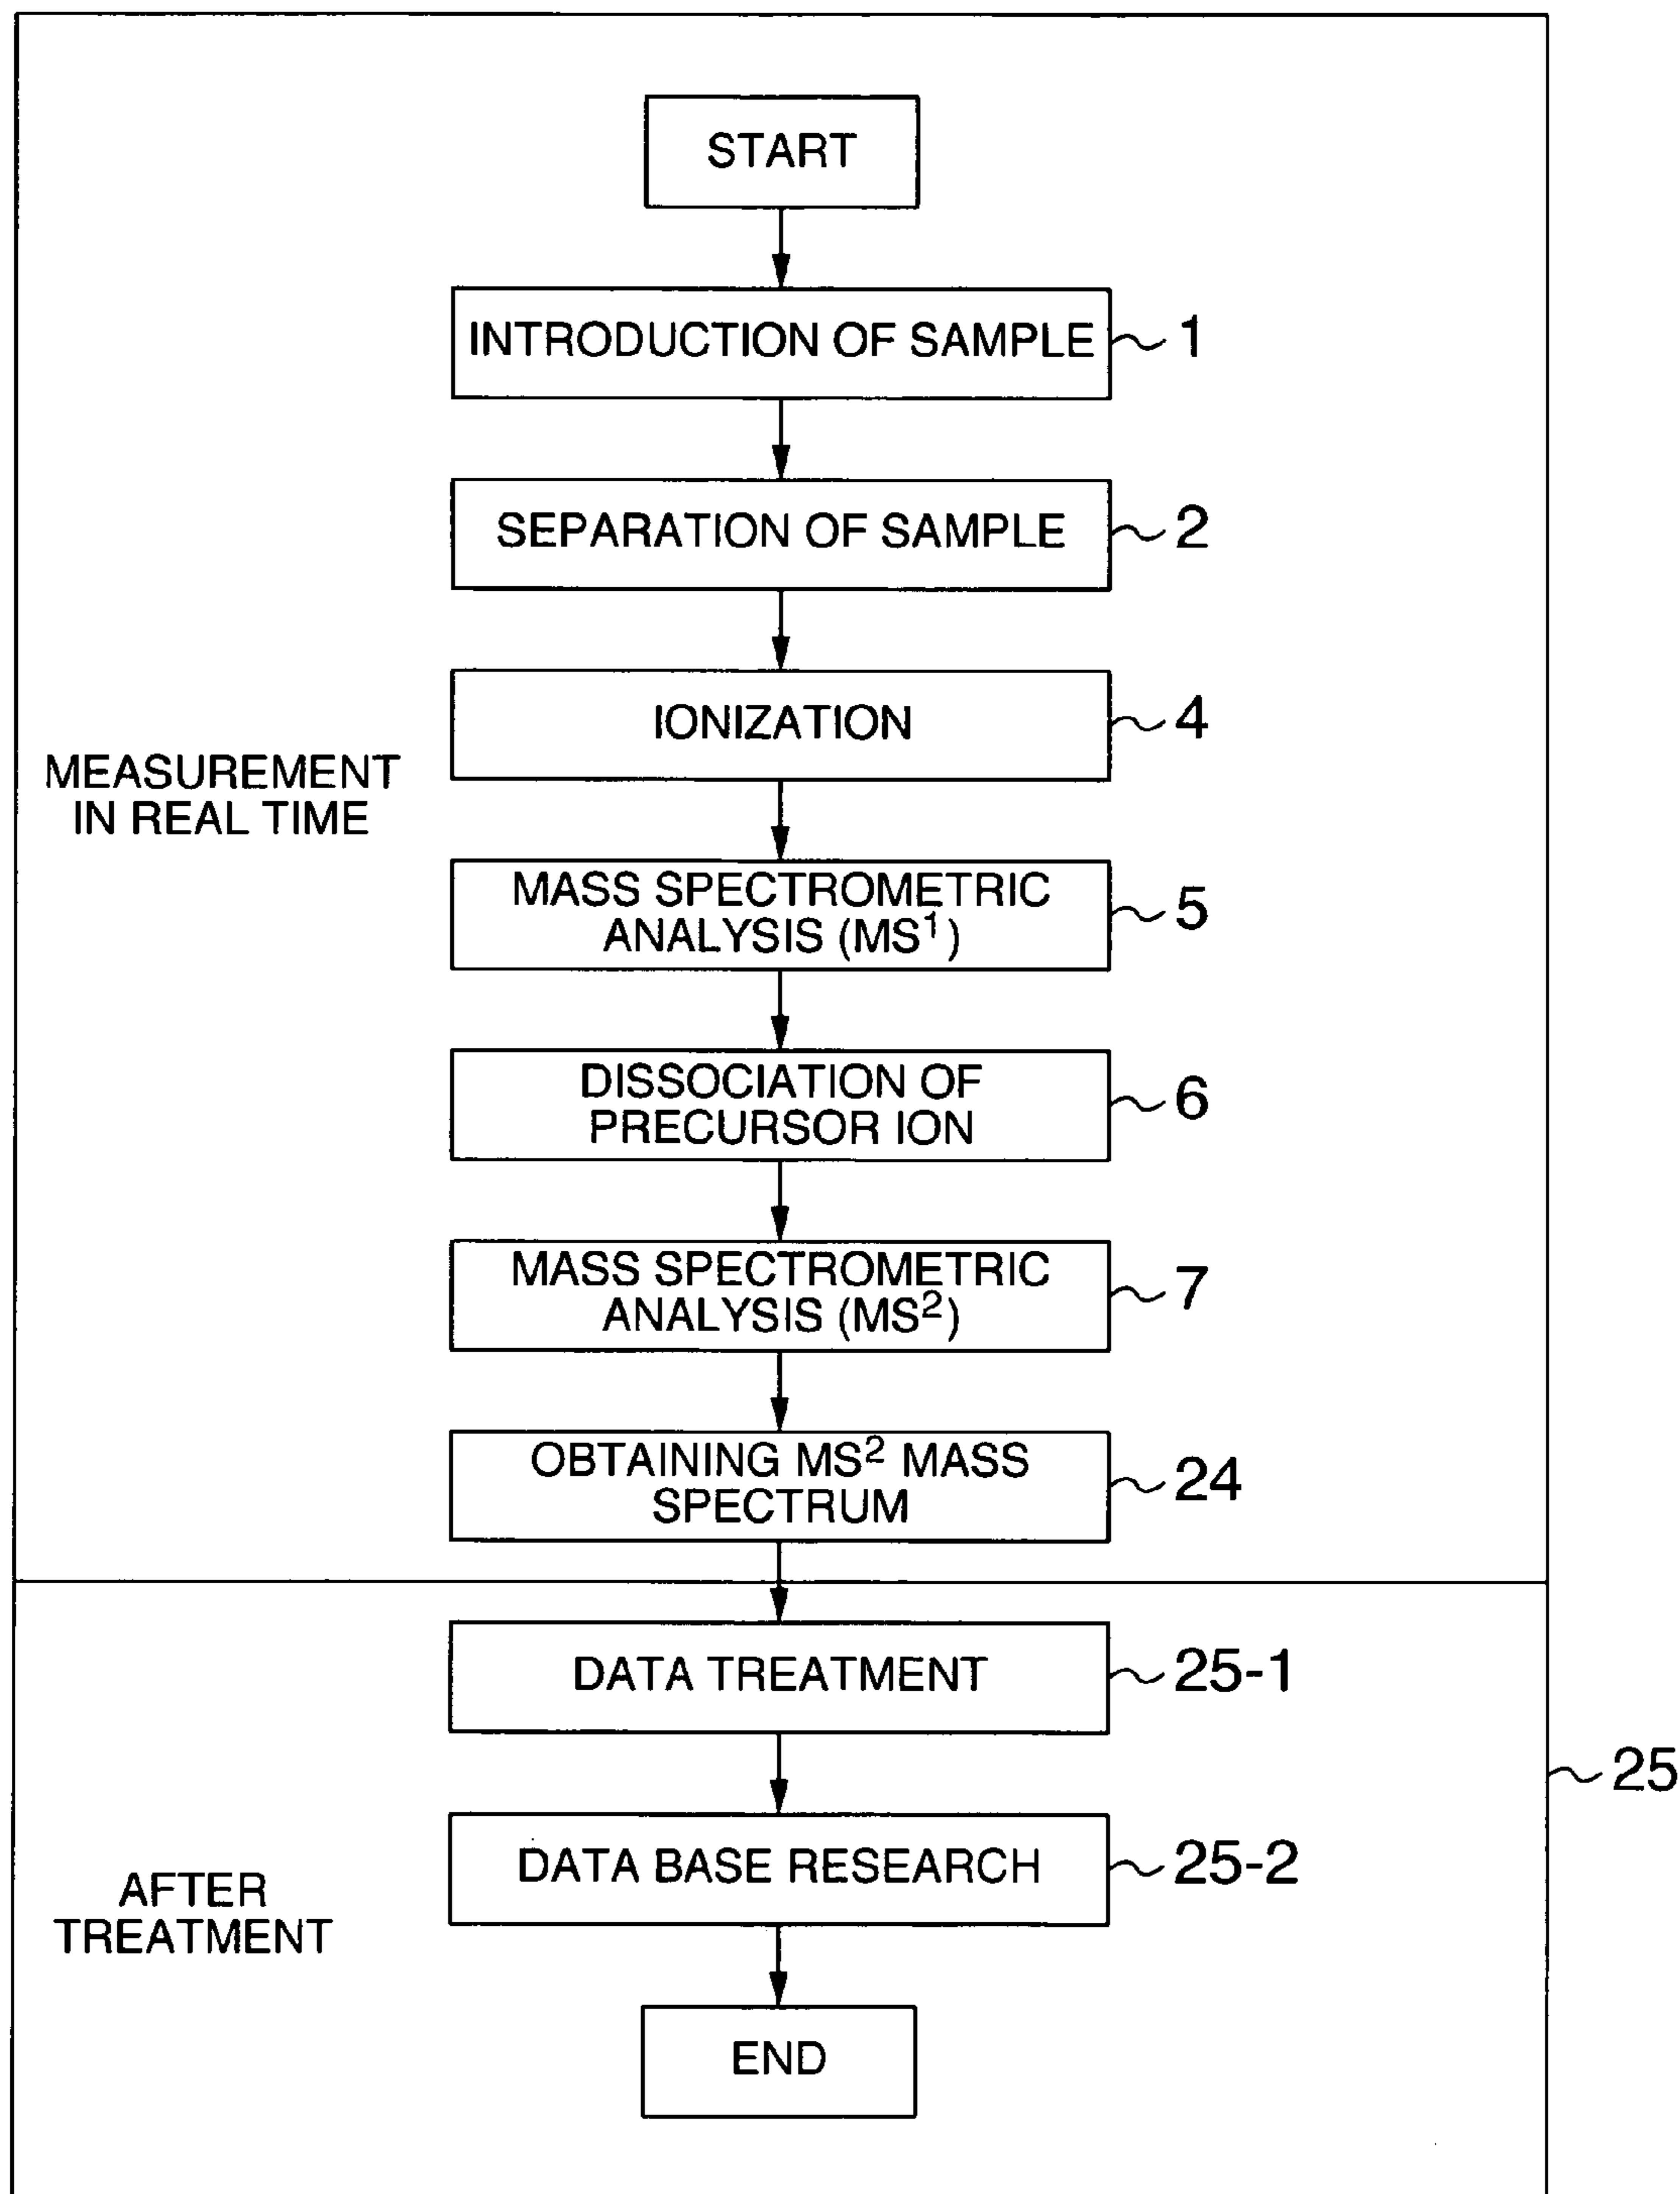 START
INTRODUCTION OF SAMPLE 1
SEPARATION OF SAMPLE 2
IONIZATION 4
MEASUREMENT
IN REAL TIME
MASS SPECTROMETRIC
ANALYSIS (MS¹) 5
DISSOCIATION OF
PRECURSOR ION 6
MASS SPECTROMETRIC
ANALYSIS (MS²) 7
OBTAINING MS² MASS
SPECTRUM 24
DATA TREATMENT 25-1
25
DATA BASE RESEARCH 25-2
AFTER
TREATMENT
END